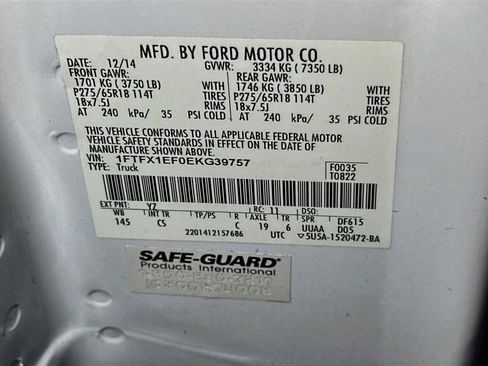 MFD. BY FORD MOTOR CO.
DATE: 12/14 GVWR: 3334 KG ( 7350 LB)
FRONT GAWR: REAR GAWR:
1701 KG ( 3750 LB) WITH 1746 KG ( 3850 LB) WITH
P275/65R18 114T TIRES P275/65R18 114T TIRES
18x7.5J RIMS 18x7.5J RIMS
AT 240 kPa/ 35 PSI COLD AT 240 kPa/ 35 PSI COLD
THIS VEHICLE CONFORMS TO ALL APPLICABLE FEDERAL MOTOR
VEHICLE SAFETY STANDARDS IN EFFECT ON THE DATE OF
MANUFACTURE SHOWN ABOVE.
VIN: 1FTFX1EF0EKG39757 F0035
TYPE: Truck T0822
EXT PNT: YZ RC: 11 DSO:
WB INT TR TP/PS R AXLE TR SPR DF615
145 CS C 19 6 UUAA D05
2201412157686 UTC 5U5A-1520472-BA
SAFE-GUARD®
Products International